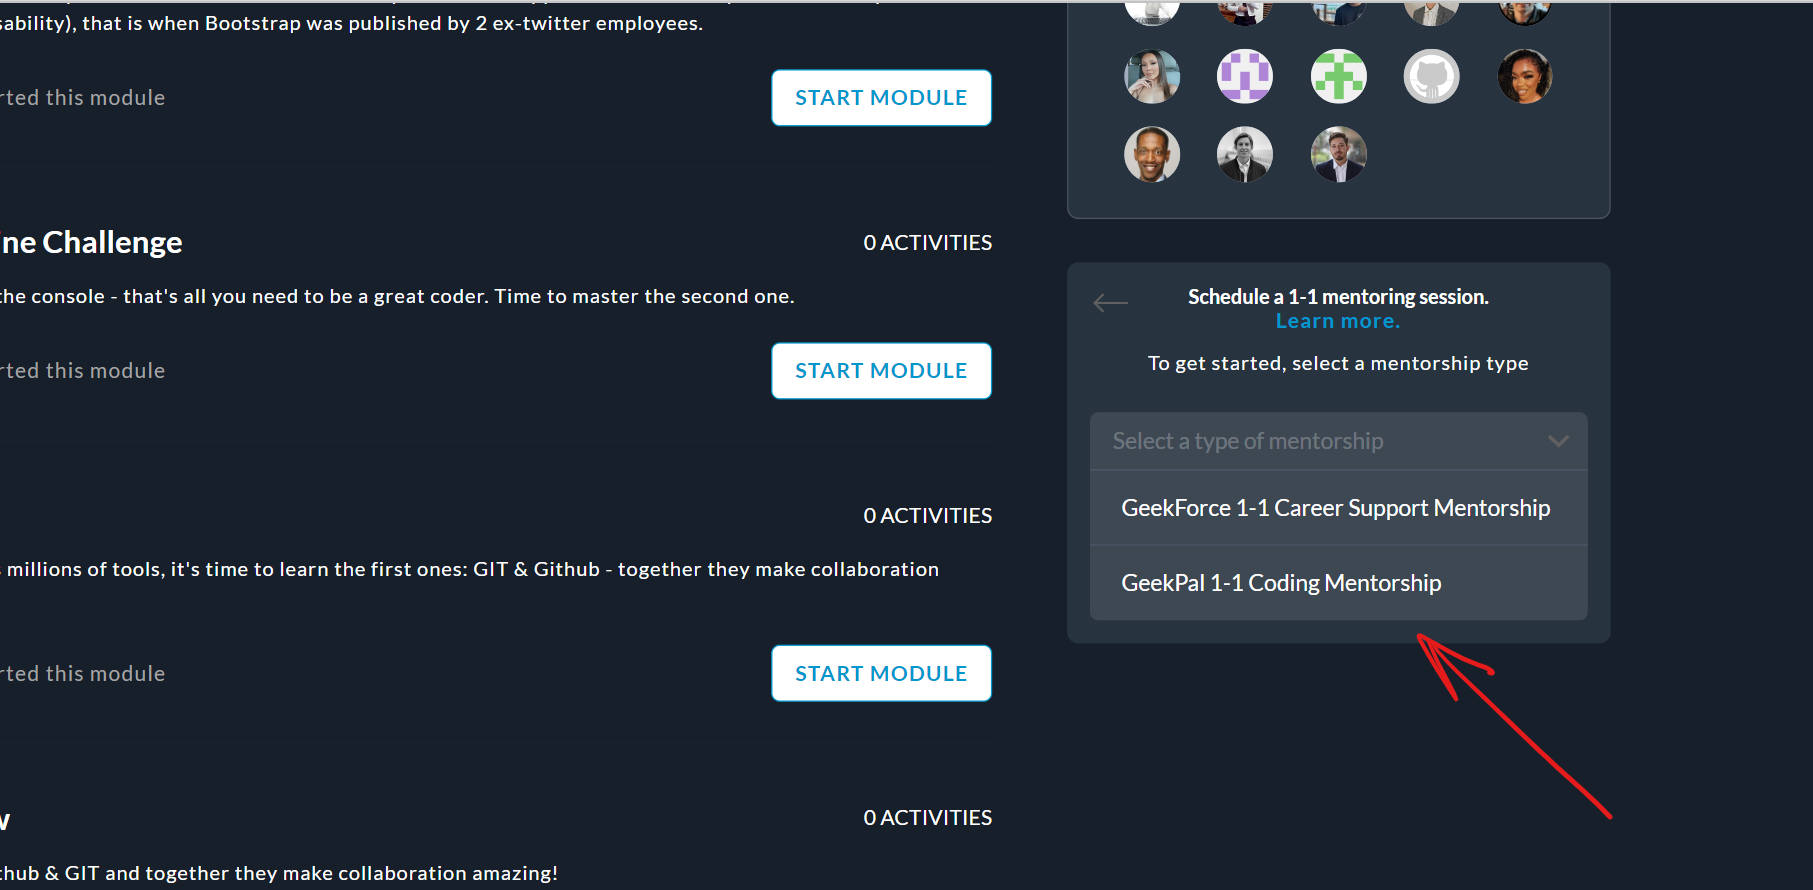 sability), that is when Bootstrap was published by 2 ex-twitter employees.
rted this module
START MODULE
ine Challenge
0 ACTIVITIES
the console - that's all you need to be a great coder. Time to master the second one.
rted this module
START MODULE
0 ACTIVITIES
millions of tools, it's time to learn the first ones: GIT & Github - together they make collaboration
rted this module
START MODULE
w
0 ACTIVITIES
thub & GIT and together they make collaboration amazing!
Schedule a 1-1 mentoring session.
Learn more.
To get started, select a mentorship type
Select a type of mentorship
GeekForce 1-1 Career Support Mentorship
GeekPal 1-1 Coding Mentorship